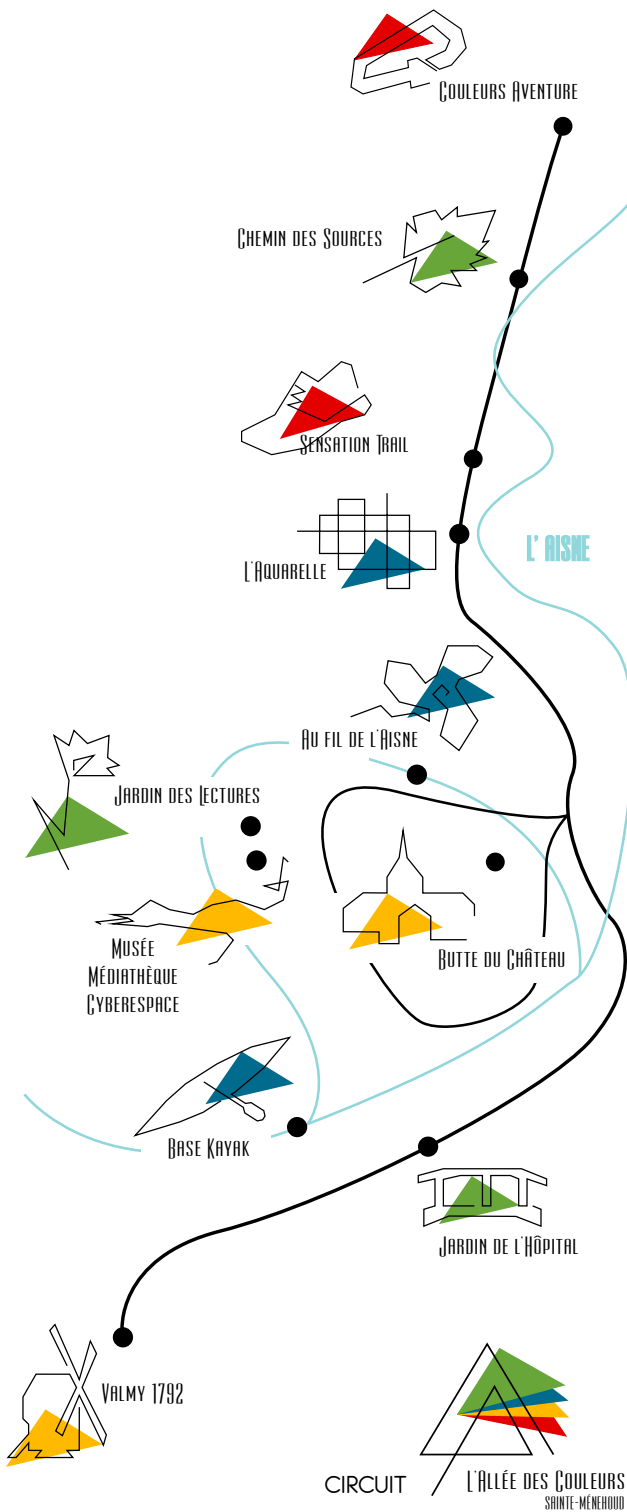 Couleurs Aventure
Chemin des Sources
Sensation Trail
L'Aquarelle
L' AISNE
Au fil de l'Aisne
Jardin des Lectures
Musée
Médiathèque
Cyberespace
Butte du Château
Base Kayak
Jardin de l'Hôpital
Valmy 1792
CIRCUIT
L'Allée des Couleurs
SAINTE-MÉNEHOULD